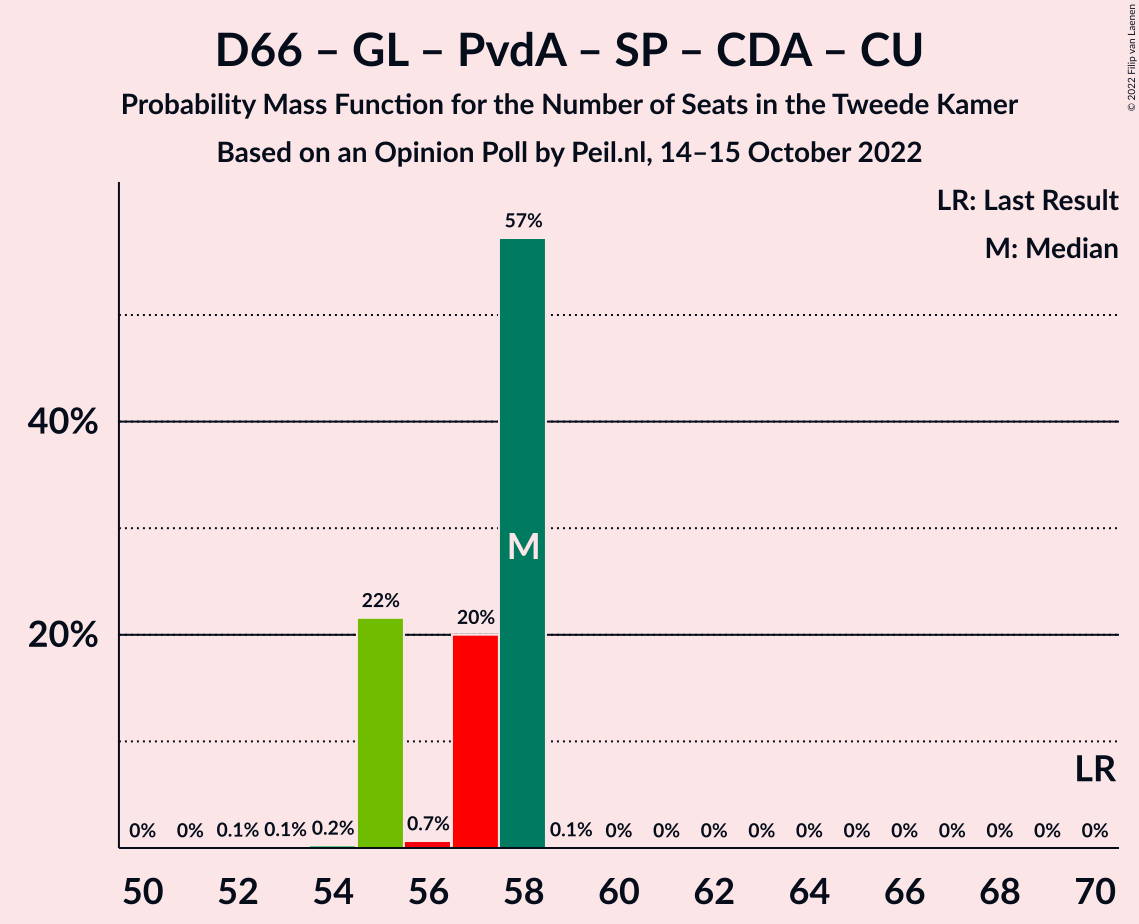 D66 – GL – PvdA – SP – CDA – CU
Probability Mass Function for the Number of Seats in the Tweede Kamer
Based on an Opinion Poll by Peil.nl, 14–15 October 2022
© 2022 Filip van Laenen
LR: Last Result
M: Median
57%
40%
M
22%
20%
20%
LR
0% 0% 0.1% 0.1% 0.2% 0.7% 0.1% 0% 0% 0% 0% 0% 0% 0% 0% 0% 0% 0%
50 52 54 56 58 60 62 64 66 68 70